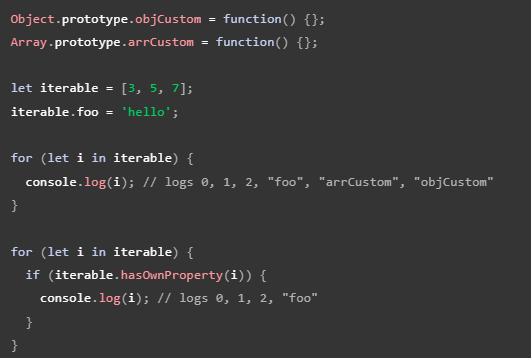 Object.prototype.objCustom = function() {};
Array.prototype.arrCustom = function() {};

let iterable = [3, 5, 7];
iterable.foo = 'hello';

for (let i in iterable) {
  console.log(i); // logs 0, 1, 2, "foo", "arrCustom", "objCustom"
}

for (let i in iterable) {
  if (iterable.hasOwnProperty(i)) {
    console.log(i); // logs 0, 1, 2, "foo"
  }
}